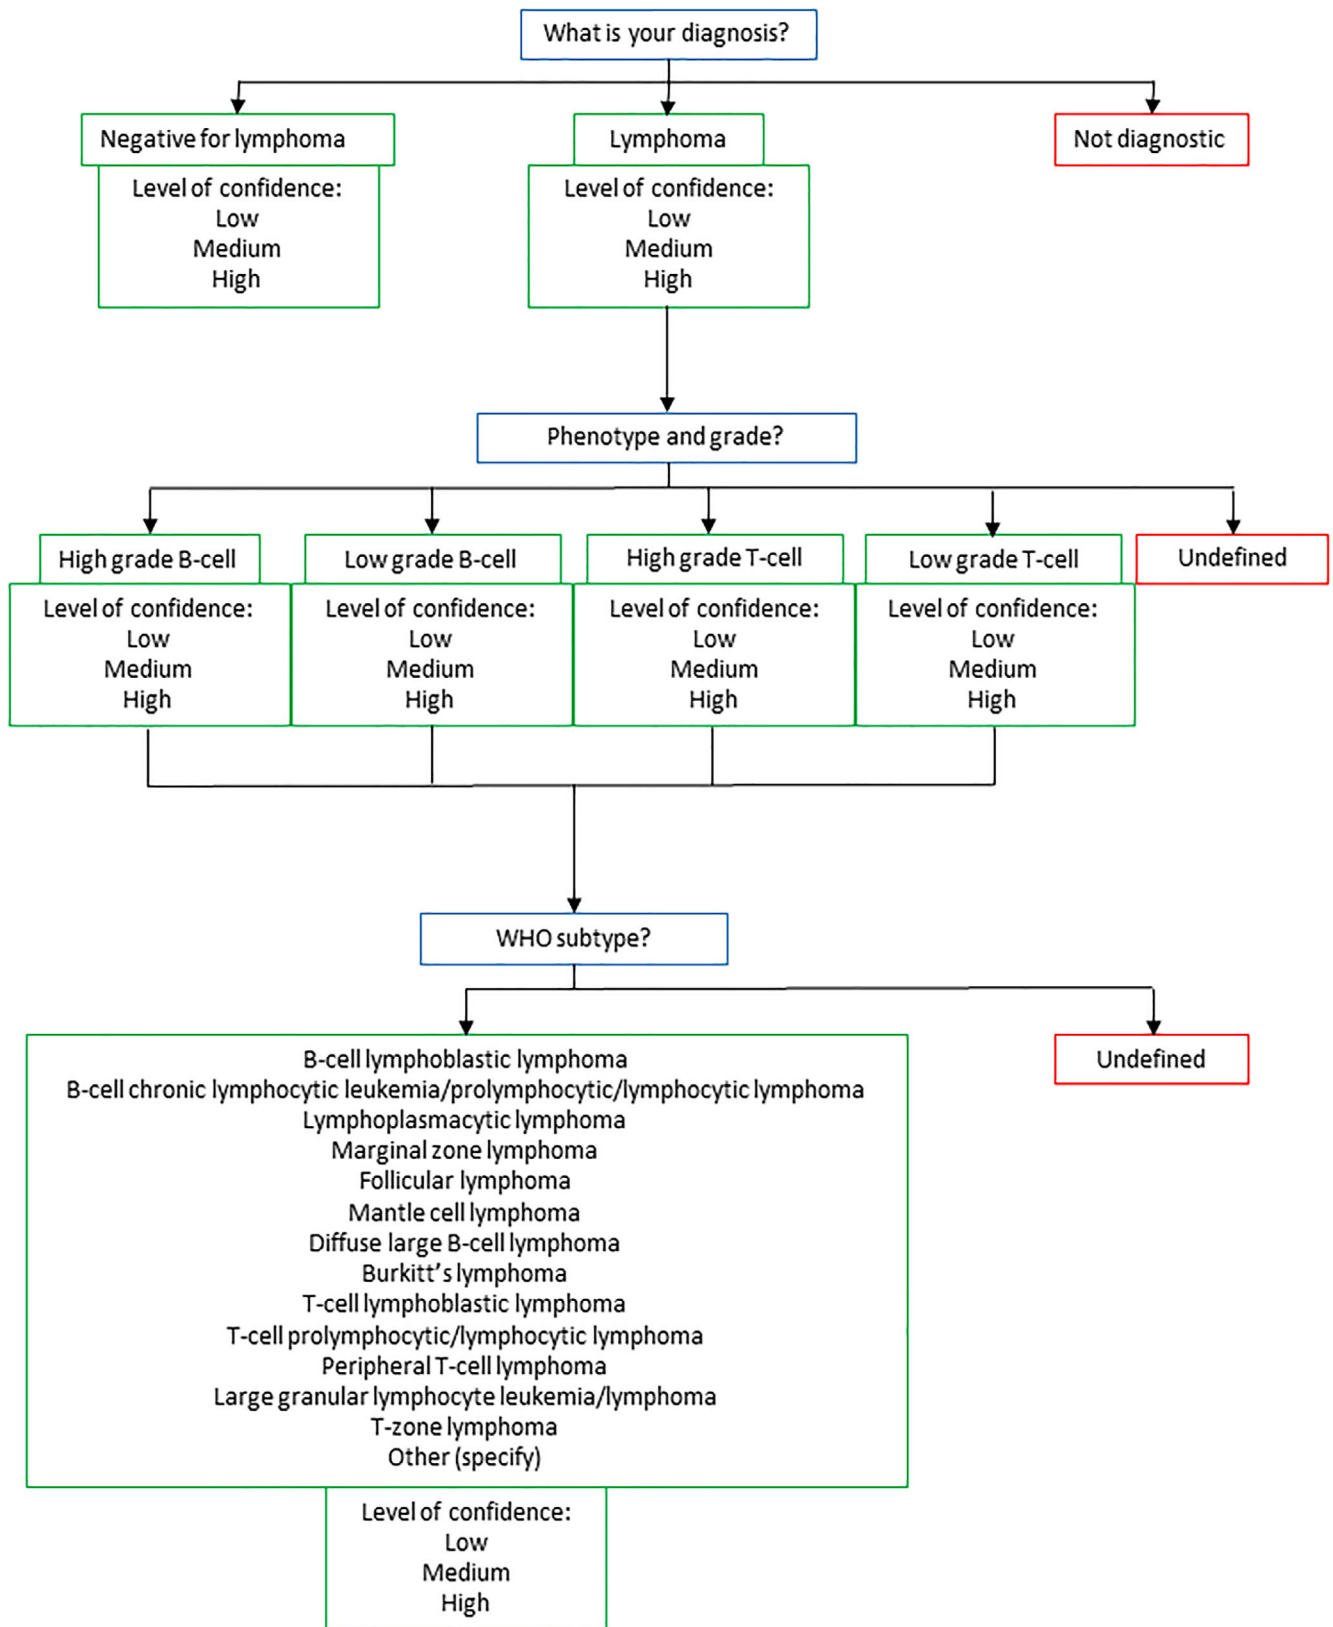 What is your diagnosis?
Negative for lymphoma
Lymphoma
Not diagnostic
Level of confidence:
Low
Medium
High
Level of confidence:
Low
Medium
High
Phenotype and grade?
High grade B-cell
Low grade B-cell
High grade T-cell
Low grade T-cell
Undefined
Level of confidence:
Low
Medium
High
Level of confidence:
Low
Medium
High
Level of confidence:
Low
Medium
High
Level of confidence:
Low
Medium
High
WHO subtype?
B-cell lymphoblastic lymphoma
B-cell chronic lymphocytic leukemia/prolymphocytic/lymphocytic lymphoma
Lymphoplasmacytic lymphoma
Marginal zone lymphoma
Follicular lymphoma
Mantle cell lymphoma
Diffuse large B-cell lymphoma
Burkitt’s lymphoma
T-cell lymphoblastic lymphoma
T-cell prolymphocytic/lymphocytic lymphoma
Peripheral T-cell lymphoma
Large granular lymphocyte leukemia/lymphoma
T-zone lymphoma
Other (specify)
Undefined
Level of confidence:
Low
Medium
High